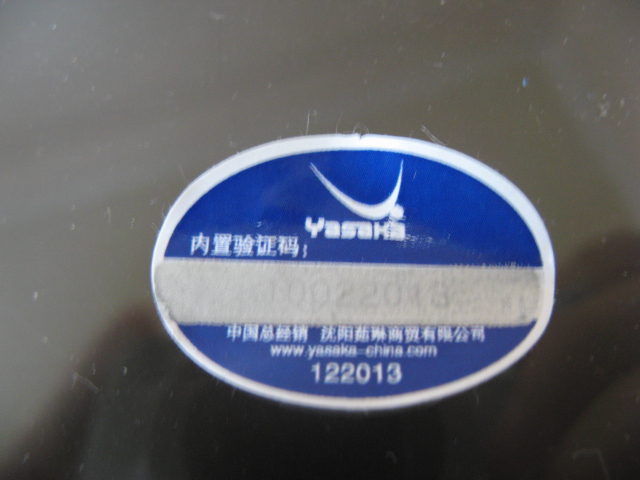 Yasaka
内置验证码:
中国总经销 沈阳茹琳商贸有限公司
www.yasaka-china.com
122013